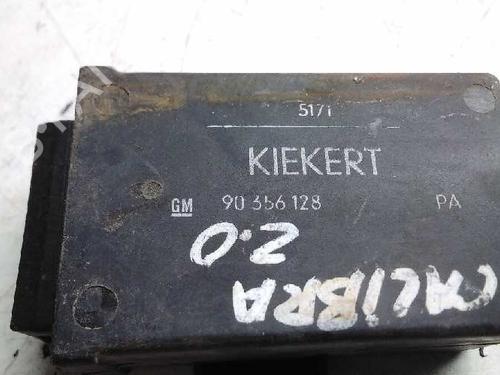 5171
KIEKERT
GM 90 356 128 PA
CALIBRA
2.0